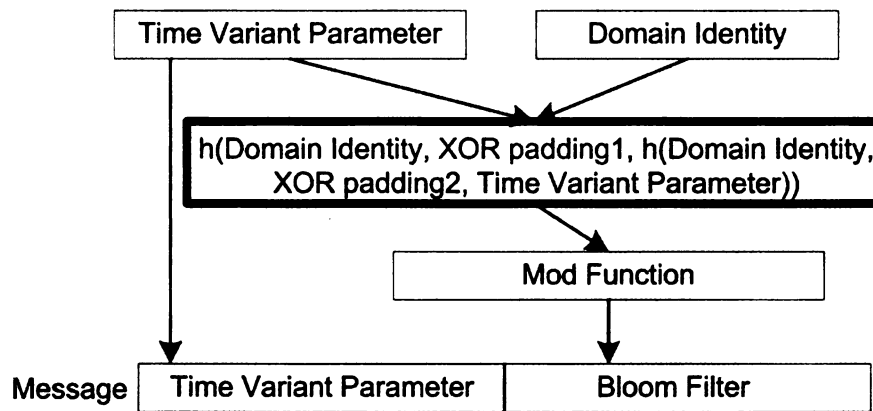 Time Variant Parameter
Domain Identity
h(Domain Identity, XOR padding1, h(Domain Identity,
XOR padding2, Time Variant Parameter))
Mod Function
Message
Time Variant Parameter
Bloom Filter